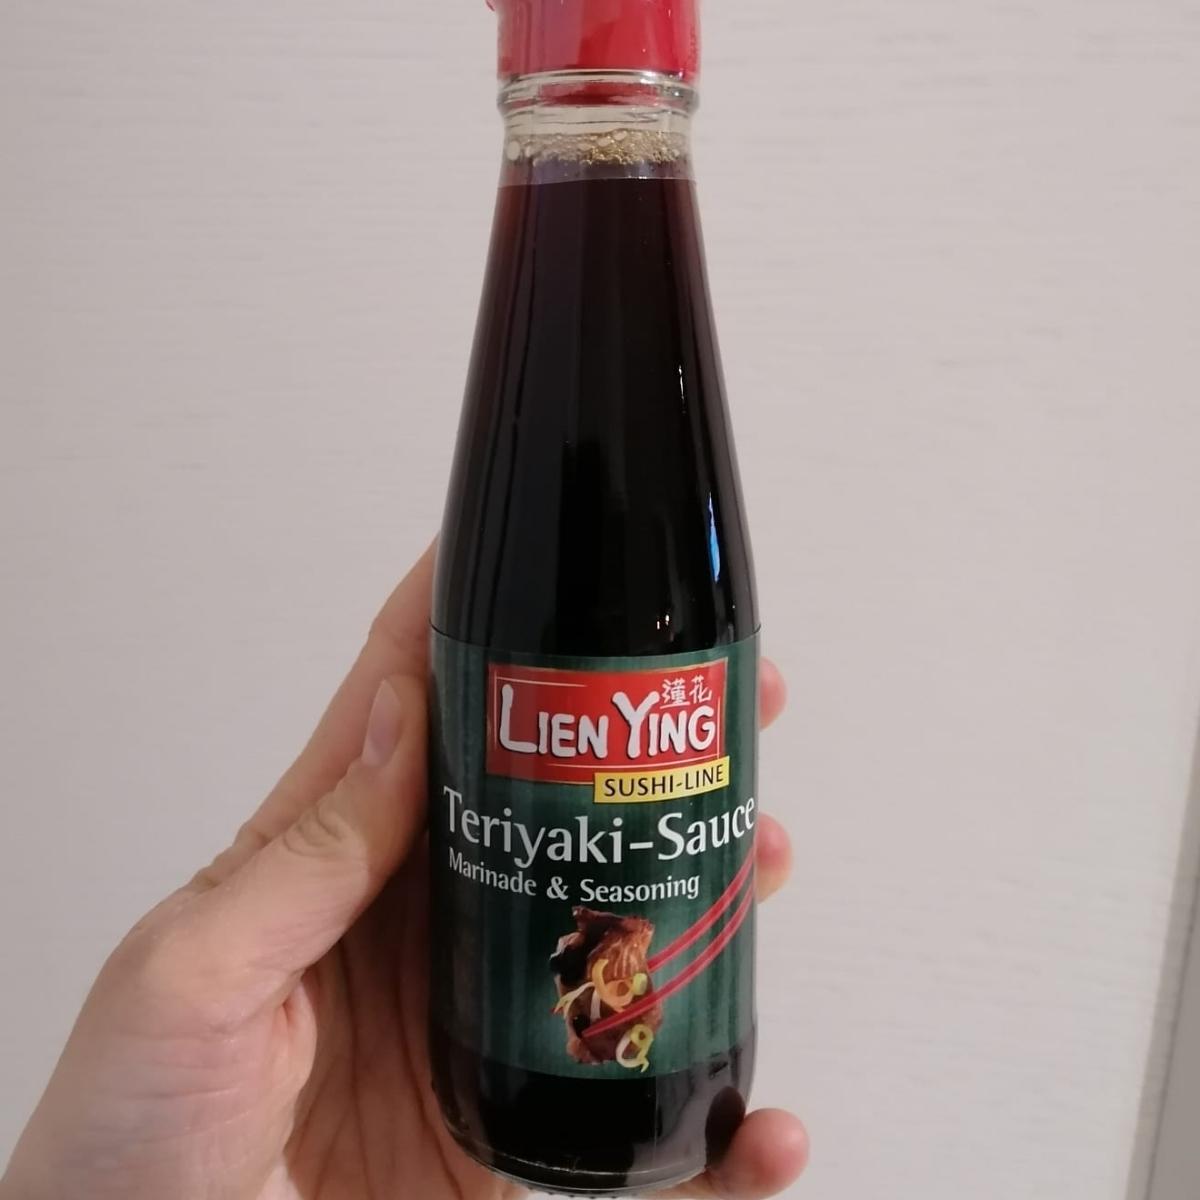 蓮花
LIEN YING
SUSHI-LINE
Teriyaki-Sauce
Marinade & Seasoning